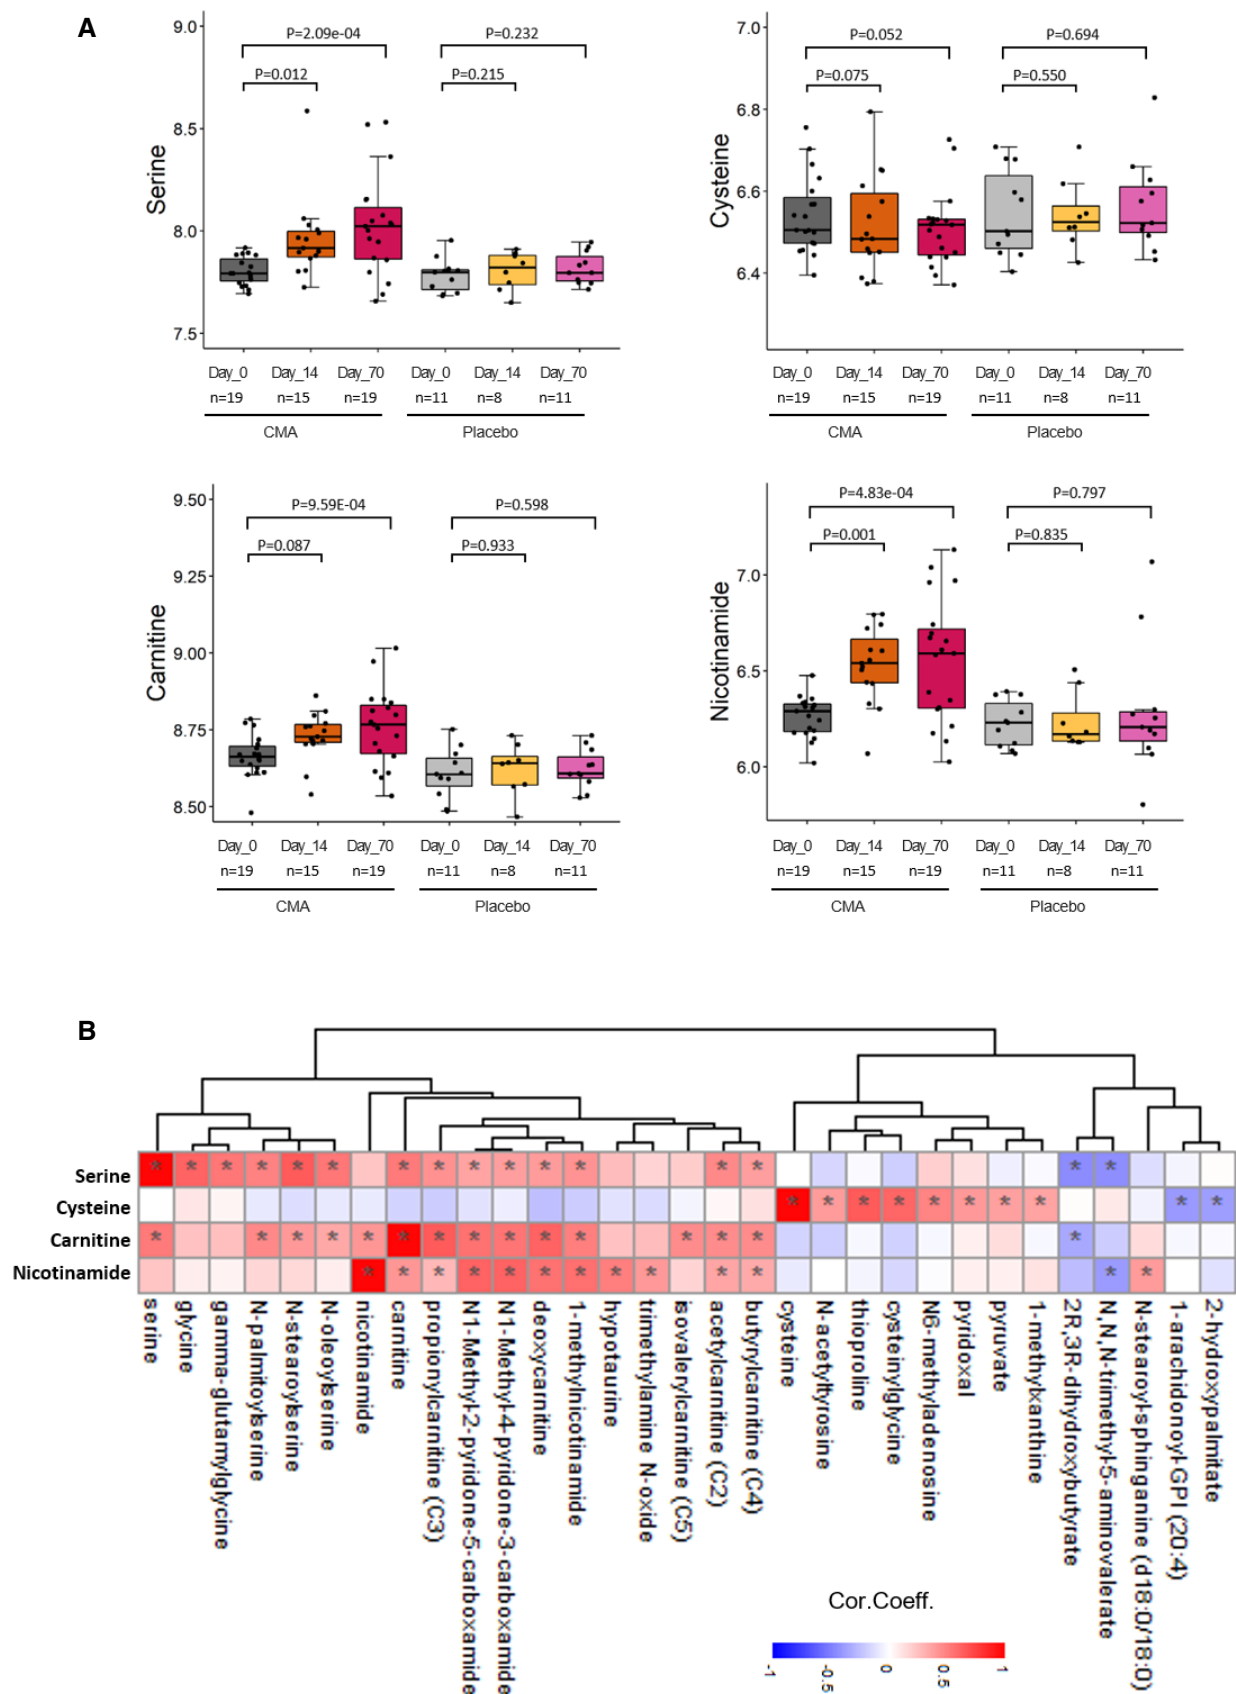 A
Serine
9.0
8.5
8.0
7.5
P=2.09e-04
P=0.232
P=0.012
P=0.215
Day_0 Day_14 Day_70 Day_0 Day_14 Day_70
n=19 n=15 n=19 n=11 n=8 n=11
CMA Placebo
Cysteine
7.0
6.8
6.6
6.4
P=0.052
P=0.694
P=0.075
P=0.550
Day_0 Day_14 Day_70 Day_0 Day_14 Day_70
n=19 n=15 n=19 n=11 n=8 n=11
CMA Placebo
Carnitine
9.50
9.25
9.00
8.75
8.50
P=9.59E-04
P=0.598
P=0.087
P=0.933
Day_0 Day_14 Day_70 Day_0 Day_14 Day_70
n=19 n=15 n=19 n=11 n=8 n=11
CMA Placebo
Nicotinamide
7.0
6.5
6.0
P=4.83e-04
P=0.797
P=0.001
P=0.835
Day_0 Day_14 Day_70 Day_0 Day_14 Day_70
n=19 n=15 n=19 n=11 n=8 n=11
CMA Placebo
B
Serine
Cysteine
Carnitine
Nicotinamide
serine
glycine
gamma-glutamylglycine
N-palmitoylserine
N-stearoylserine
N-oleoylserine
nicotinamide
carnitine
propionylcarnitine (C3)
N1-Methyl-2-pyridone-5-carboxamide
N1-Methyl-4-pyridone-3-carboxamide
deoxycarnitine
1-methylnicotinamide
hypotaurine
trimethylamine N-oxide
isovalerylcarnitine (C5)
acetylcarnitine (C2)
butyrylcarnitine (C4)
cysteine
N-acetyltyrosine
thioproline
cysteinylglycine
N6-methyladenosine
pyridoxal
pyruvate
1-methylxanthine
2R,3R-dihydroxybutyrate
N,N,N-trimethyl-5-aminovalerate
N-stearoyl-sphinganine (d18:0/18:0)
1-arachidonoyl-GPI (20:4)
2-hydroxypalmitate
Cor.Coeff.
-1 -0.5 0 0.5 1